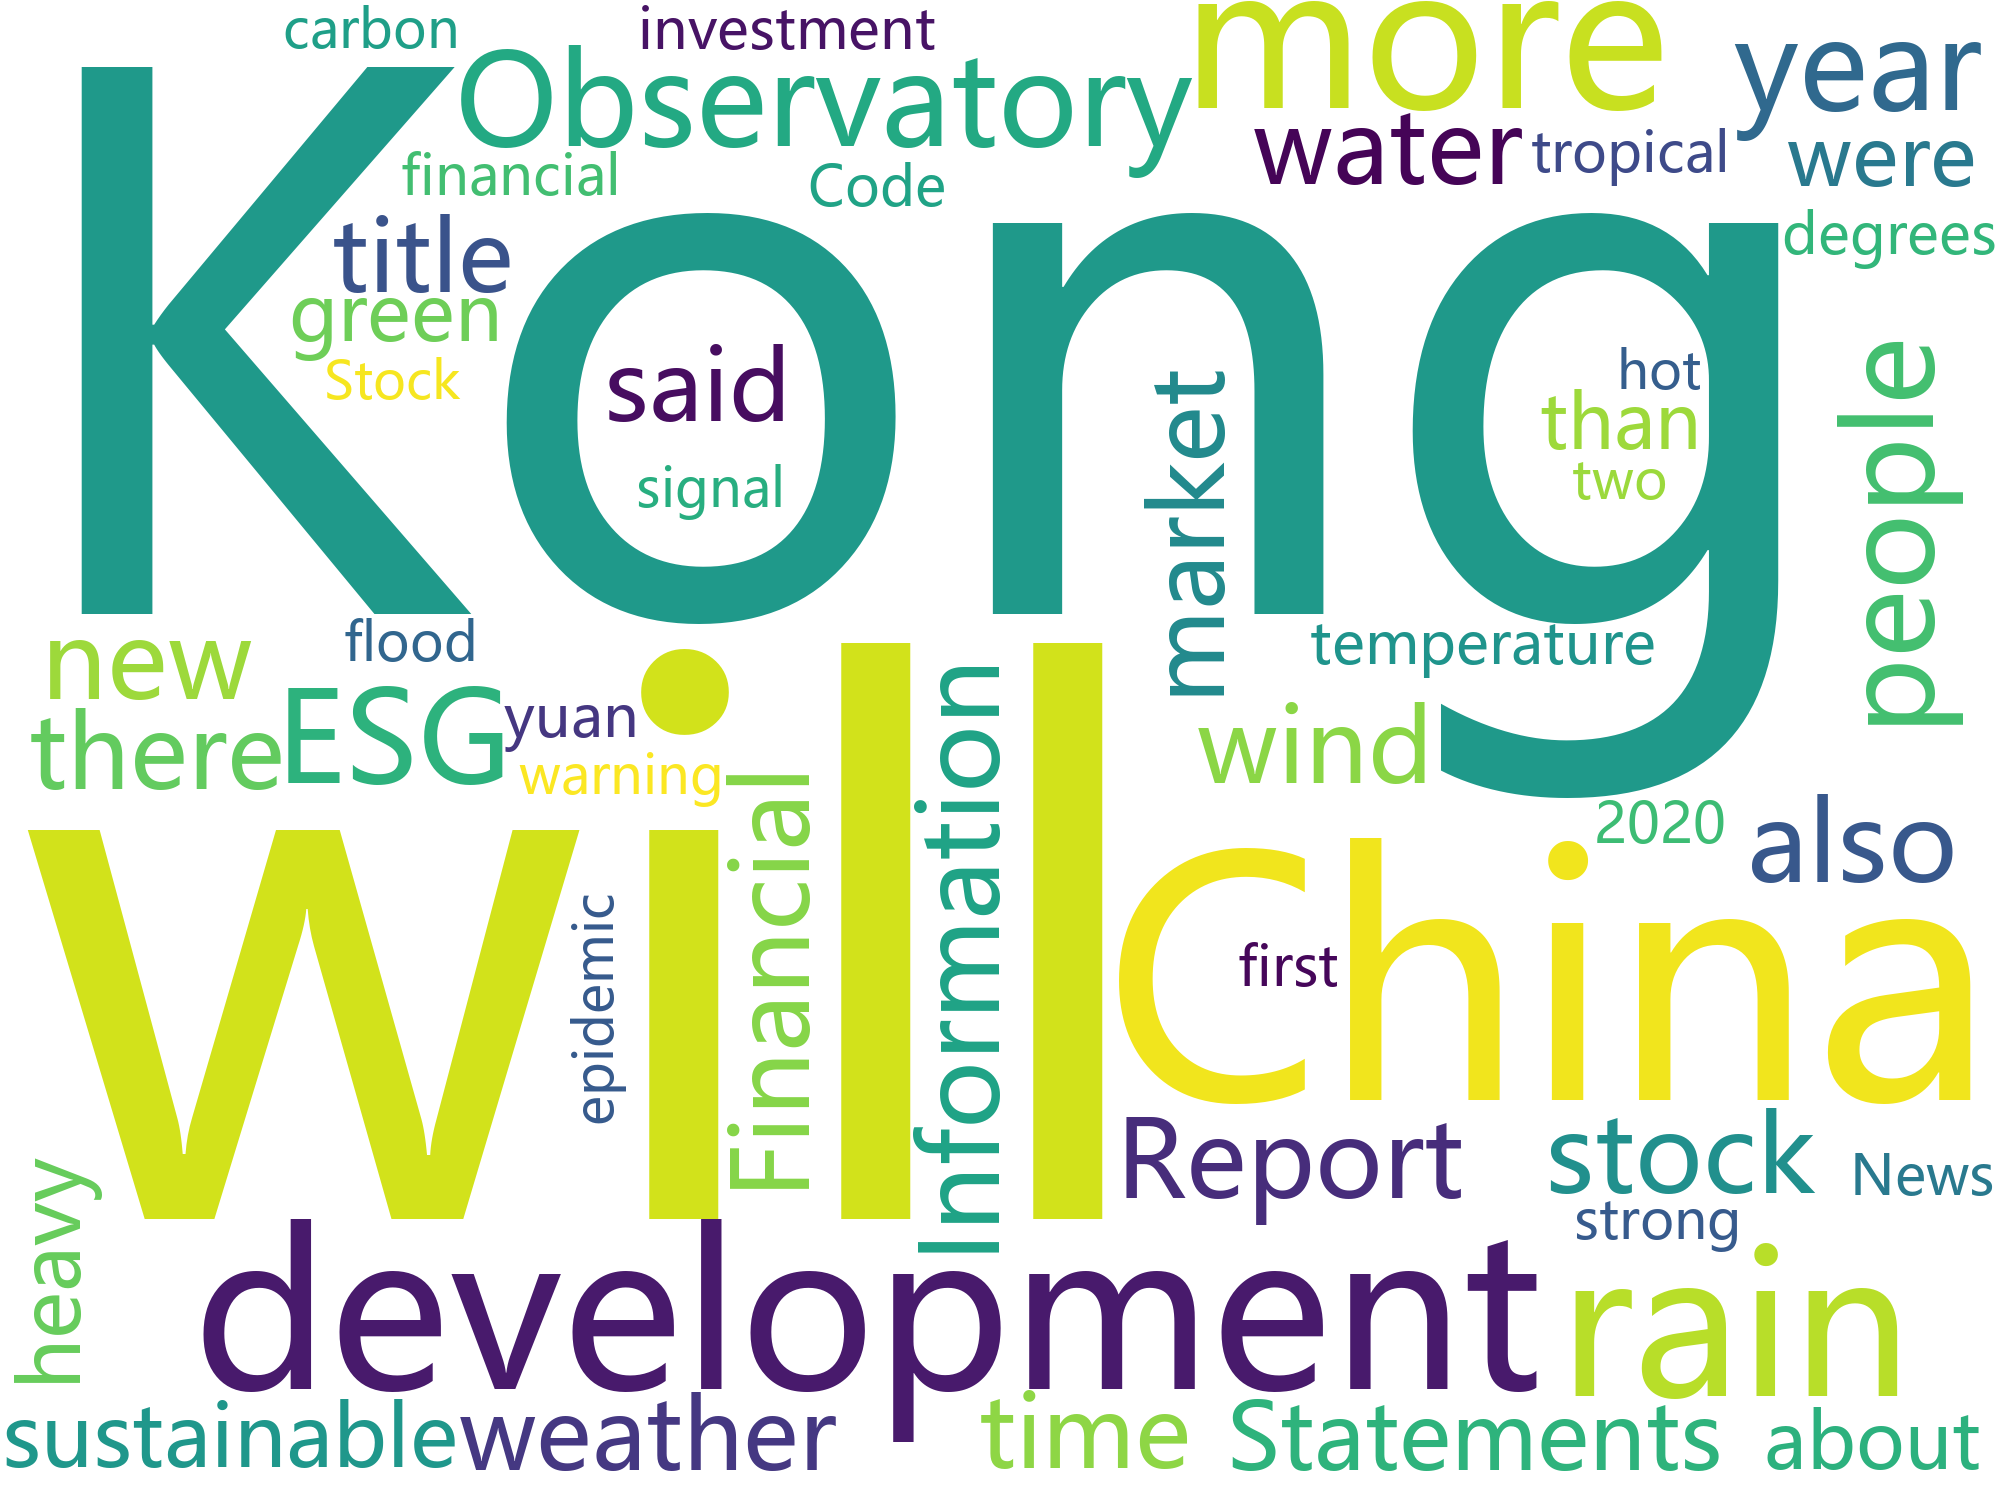 carbon
investment
more
year
Observatory
water
tropical
were
financial
Code
title
degrees
green
Kong
Stock
said
signal
market
hot
than
two
people
new
flood
temperature
there
ESG
yuan
warning
will
Financial
Information
wind
2020
also
China
epidemic
first
Report
stock
News
strong
heavy
development
rain
sustainable
weather
time
Statements
about